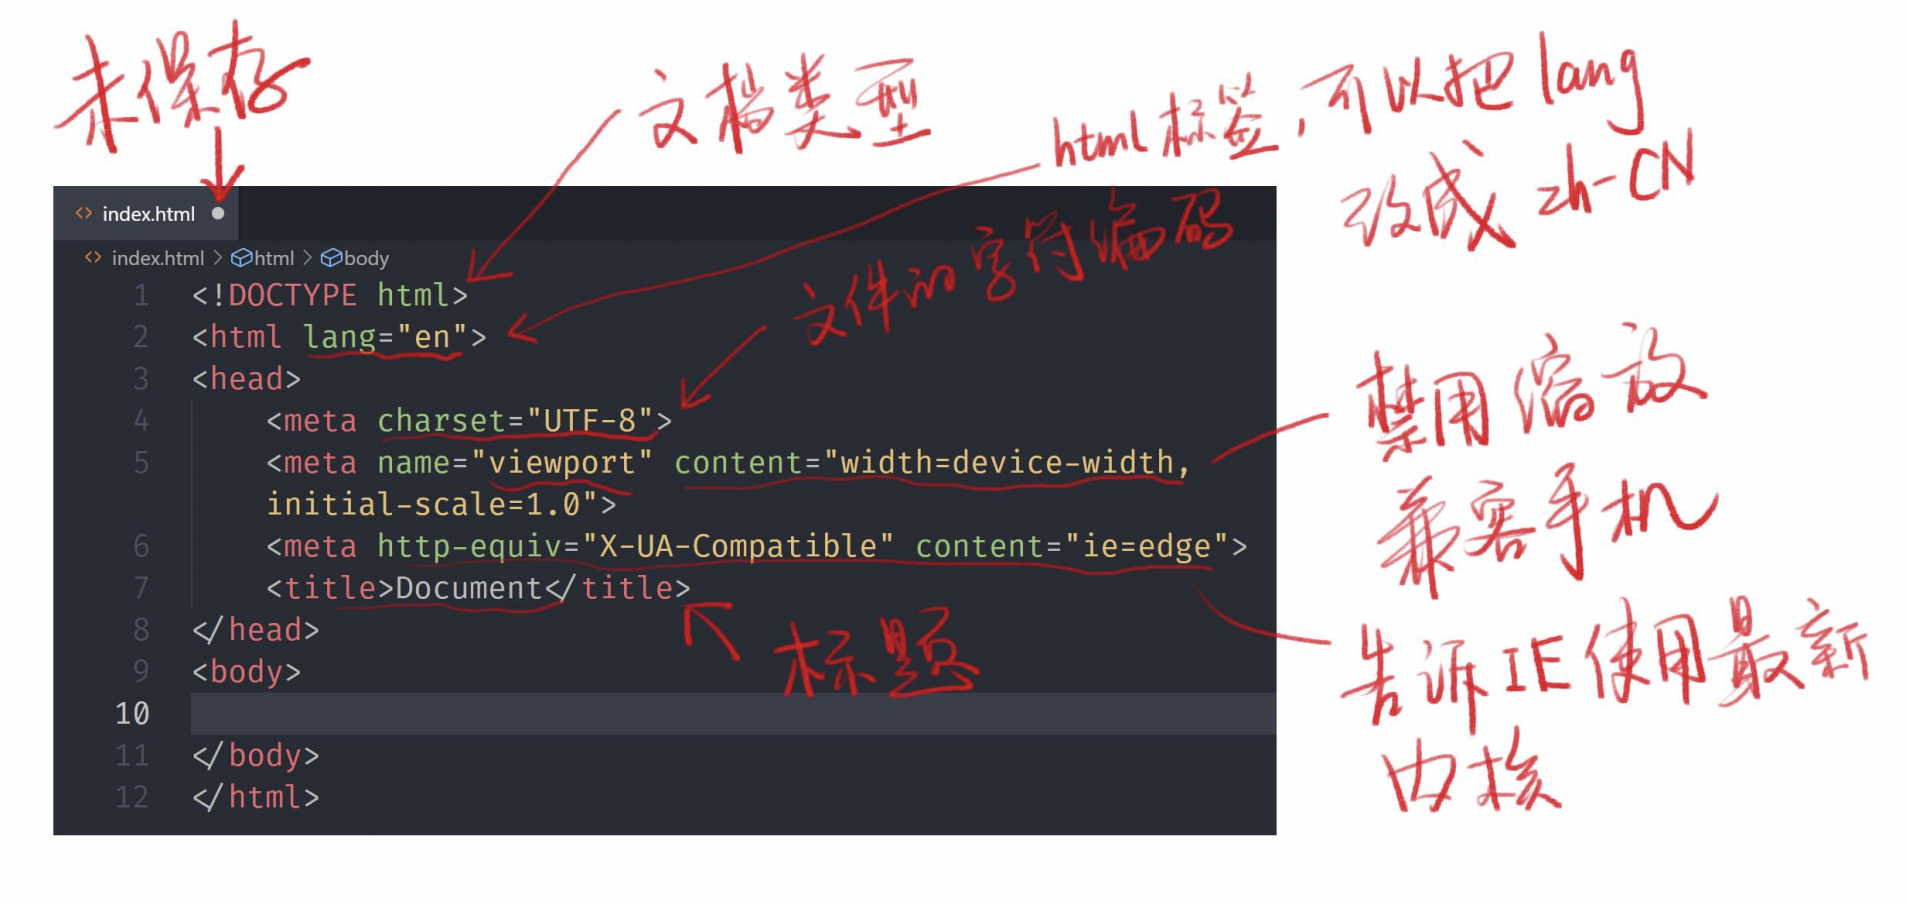 未保存
文档类型
html标签,可以把lang
改成 zh-CN
index.html
index.html > html > body
文件的字符编码
1 <!DOCTYPE html>
2 <html lang="en">
3 <head>
4 <meta charset="UTF-8">
5 <meta name="viewport" content="width=device-width,
initial-scale=1.0">
6 <meta http-equiv="X-UA-Compatible" content="ie=edge">
7 <title>Document</title>
8 </head>
9 <body>
10
11 </body>
12 </html>
禁用缩放
兼容手机
标题
告诉IE使用最新
内核